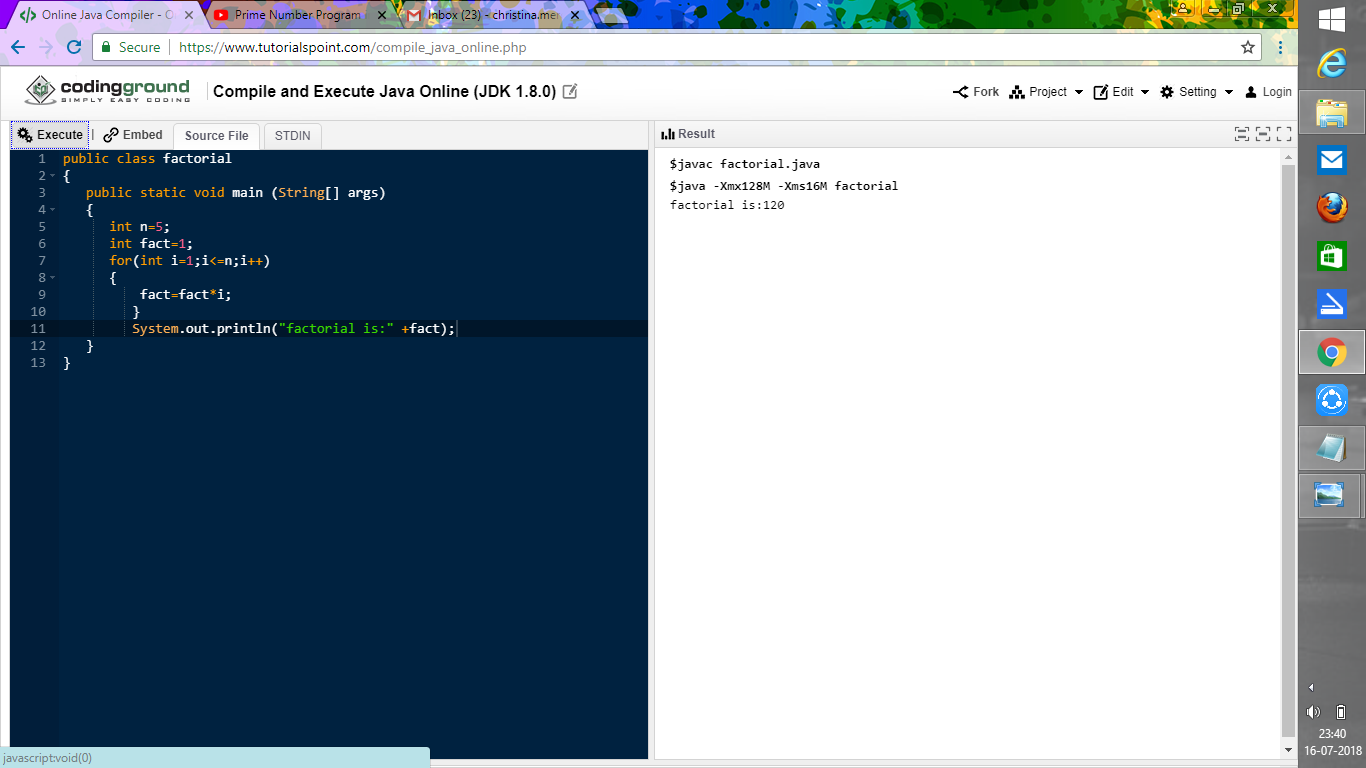 Online Java Compiler - O
Prime Number Program
Inbox (23) - christina.me
Secure
https://www.tutorialspoint.com/compile_java_online.php
codingground
SIMPLY EASY CODING
Compile and Execute Java Online (JDK 1.8.0)
Fork
Project
Edit
Setting
Login
Execute
Embed
Source File
STDIN
Result
1 public class factorial
2 {
3 public static void main (String[] args)
4 {
5 int n=5;
6 int fact=1;
7 for(int i=1;i<=n;i++)
8 {
9 fact=fact*i;
10 }
11 System.out.println("factorial is:" +fact);
12 }
13 }
$javac factorial.java
$java -Xmx128M -Xms16M factorial
factorial is:120
javascript:void(0)
23:40
16-07-2018